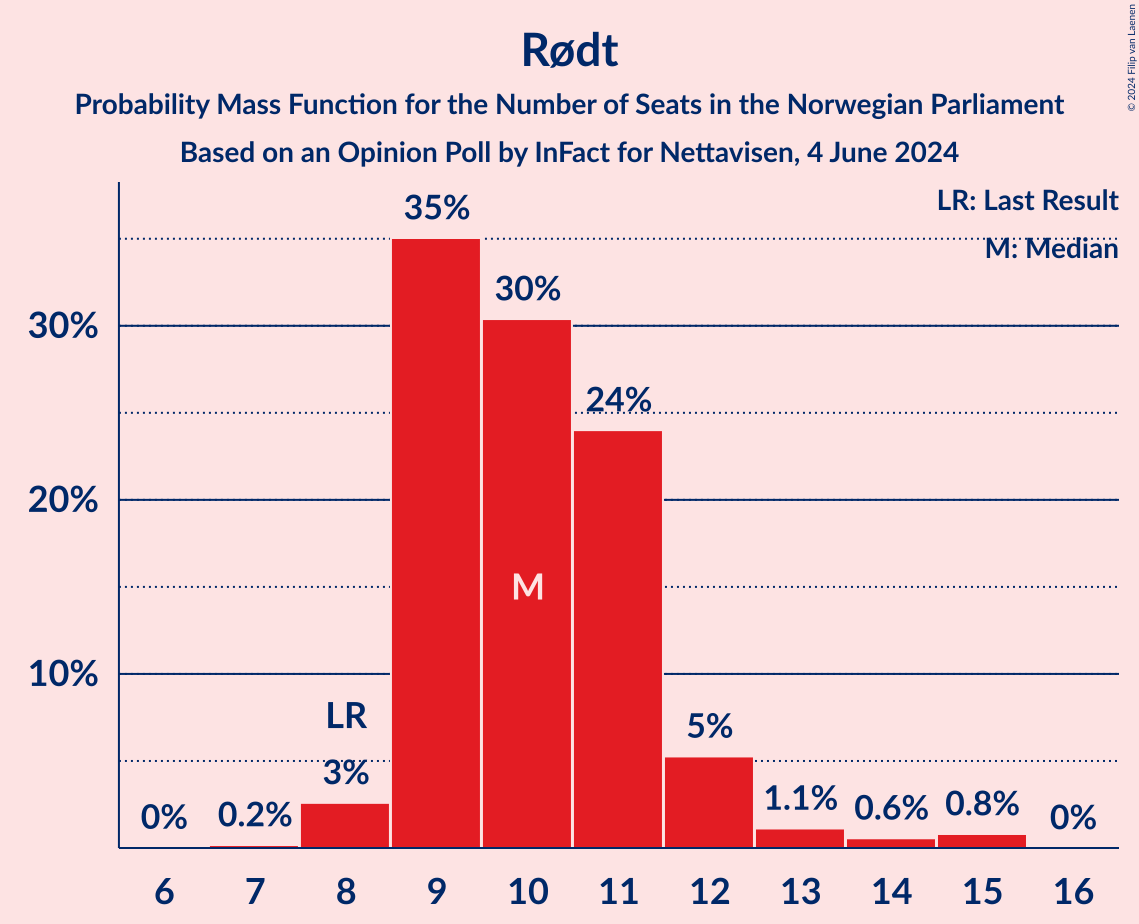 Rødt
Probability Mass Function for the Number of Seats in the Norwegian Parliament
Based on an Opinion Poll by InFact for Nettavisen, 4 June 2024
© 2024 Filip van Laenen
LR: Last Result
M: Median
35%
30%
24%
30%
20%
10%
M
LR
3%
5%
0%
0.2%
1.1%
0.6%
0.8%
0%
6 7 8 9 10 11 12 13 14 15 16